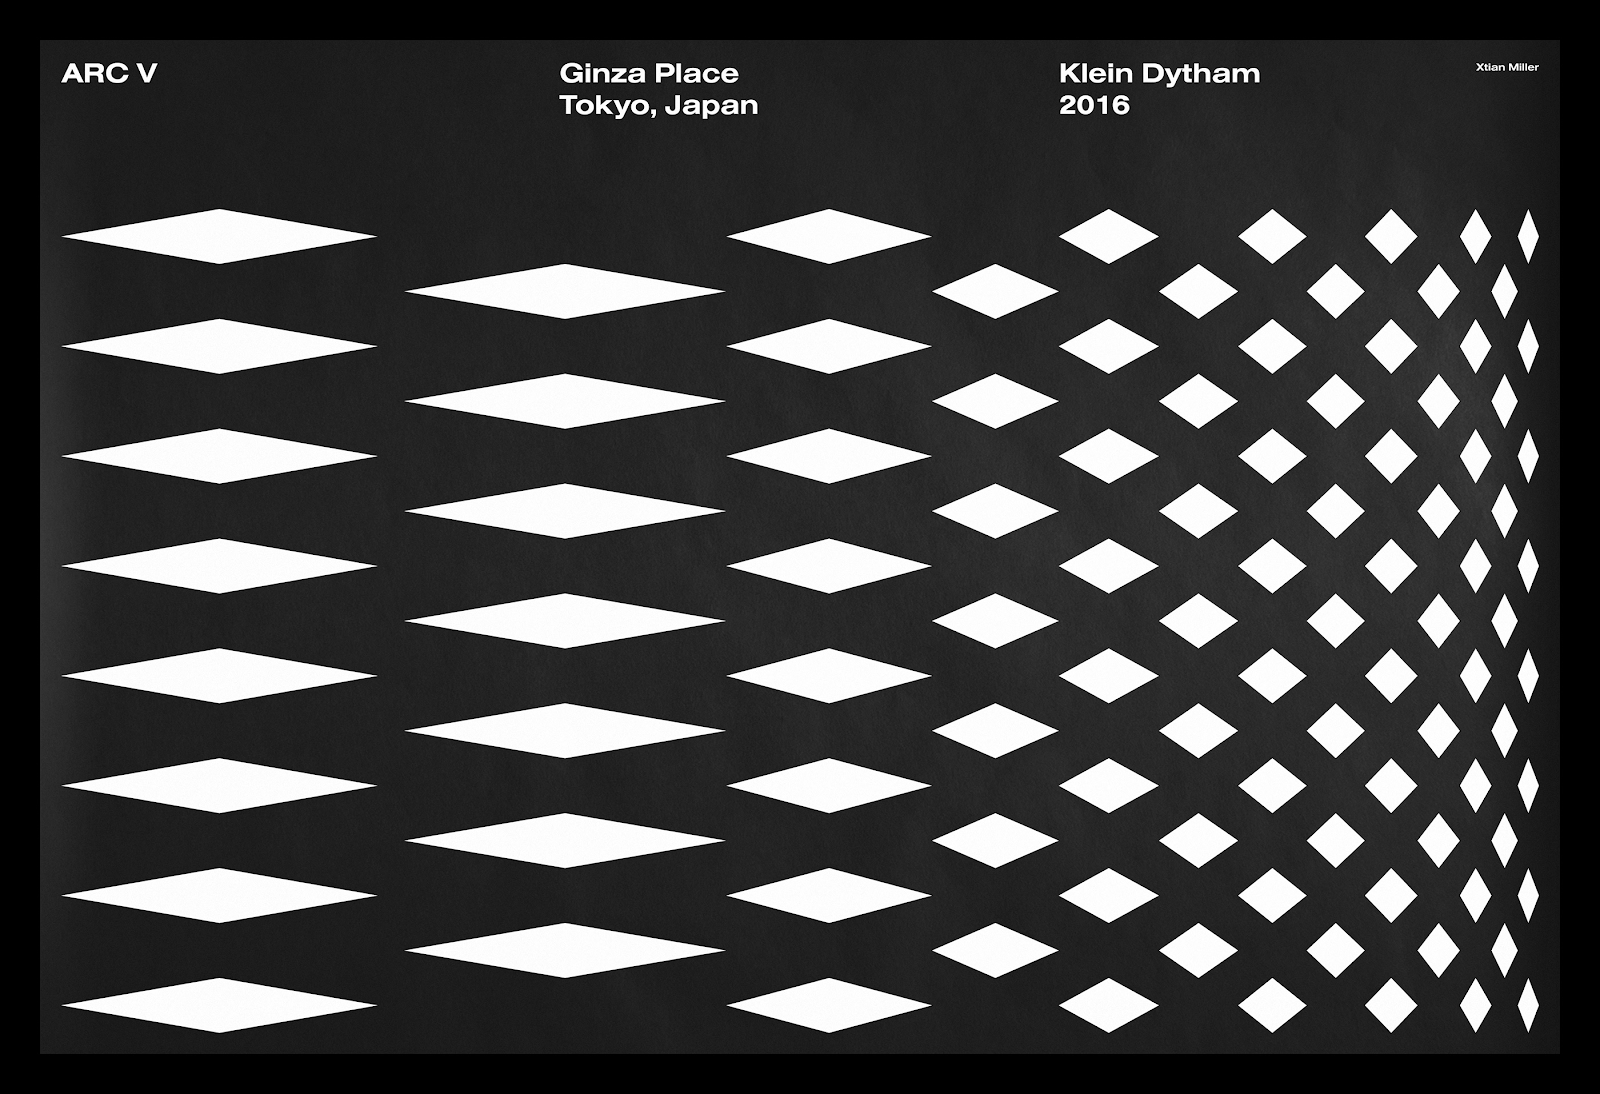 ARC V
Ginza Place
Tokyo, Japan
Klein Dytham
2016
Xtian Miller